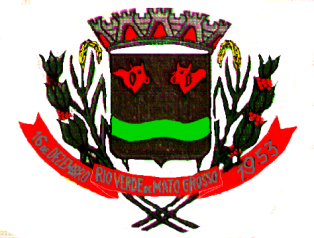 16 DE DEZEMBRO
RIO VERDE DE MATO GROSSO
1953